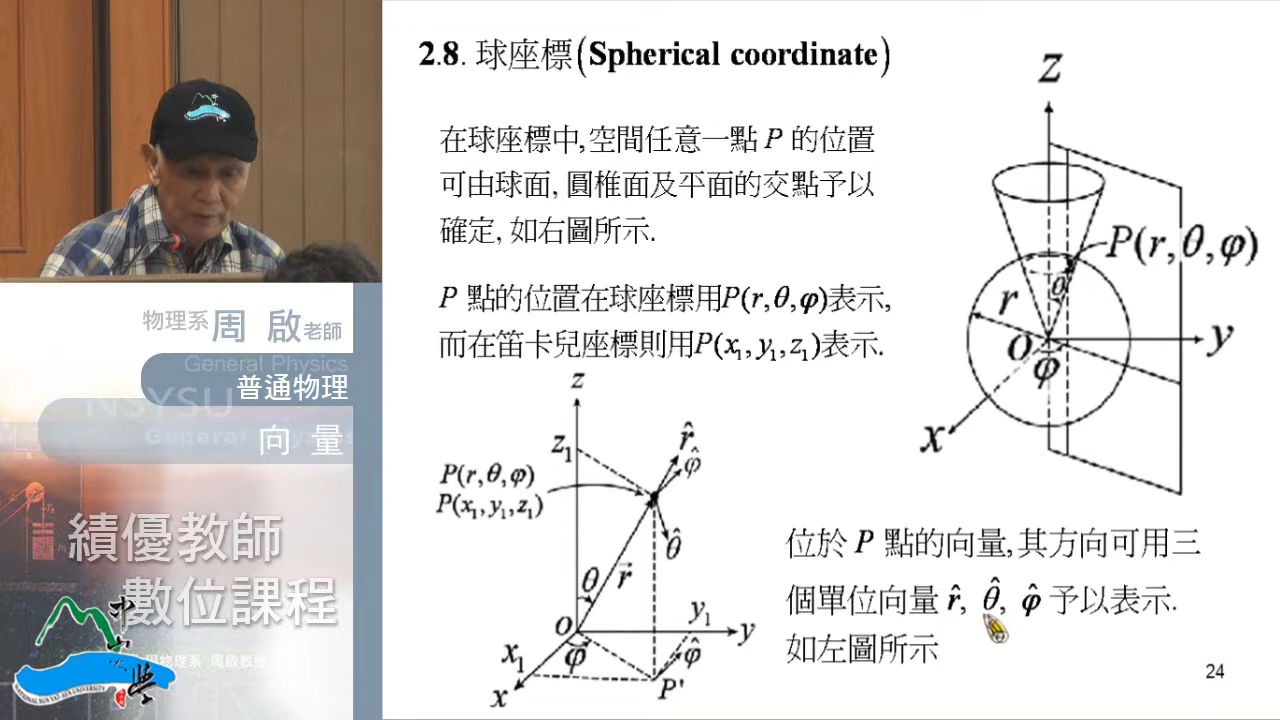 2.8. 球座標(Spherical coordinate)
在球座標中,空間任意一點 P 的位置
可由球面, 圓椎面及平面的交點予以
確定, 如右圖所示.
P 點的位置在球座標用P(r,θ,φ)表示,
而在笛卡兒座標則用P(x₁,y₁,z₁)表示.
z
P(r,θ,φ)
θ
r
O
φ
y
x
z
z₁
r̂
φ̂
P(r,θ,φ)
P(x₁,y₁,z₁)
θ̂
θ
r⃗
O
y₁
y
x₁
φ
φ̂
x
P'
位於 P 點的向量,其方向可用三
個單位向量 r̂, θ̂, φ̂ 予以表示.
如左圖所示
24
物理系周 啟老師
General Physics
普通物理
NSYSU
General Physics
向 量
績優教師
數位課程